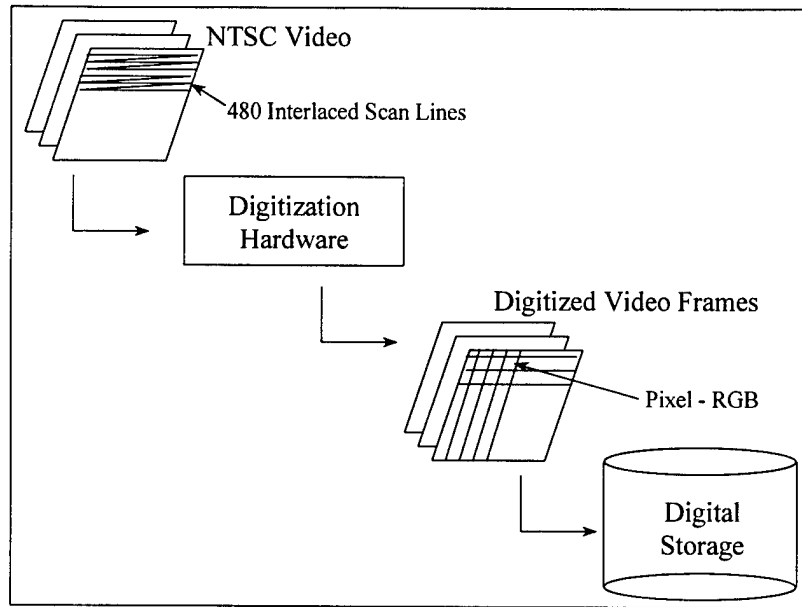 NTSC Video
480 Interlaced Scan Lines
Digitization
Hardware
Digitized Video Frames
Pixel - RGB
Digital
Storage